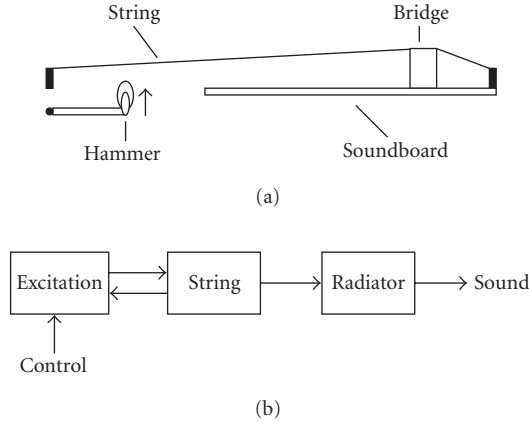 String
Bridge
Hammer
Soundboard
(a)
Excitation
String
Radiator
Sound
Control
(b)